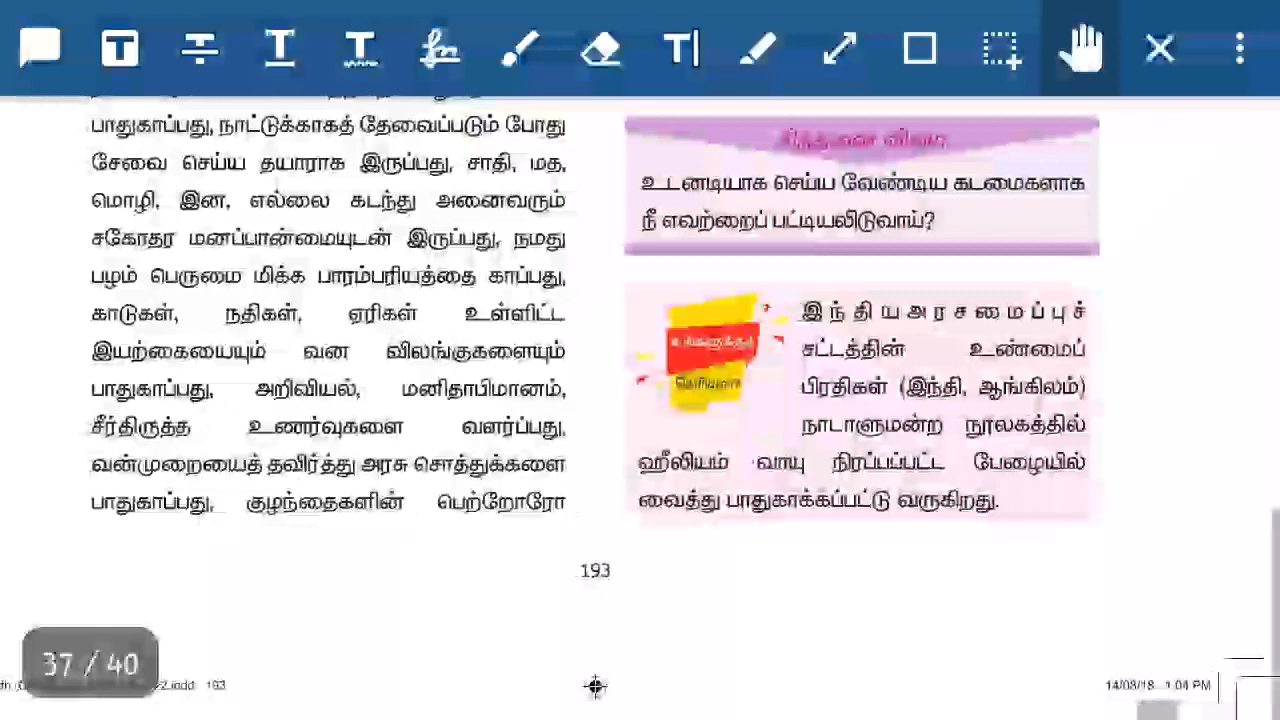 பாதுகாப்பது, நாட்டுக்காகத் தேவைப்படும் போது
சேவை செய்ய தயாராக இருப்பது, சாதி, மத,
மொழி, இன, எல்லை கடந்து அனைவரும்
சகோதர மனப்பான்மையுடன் இருப்பது, நமது
பழம் பெருமை மிக்க பாரம்பரியத்தை காப்பது,
காடுகள், நதிகள், ஏரிகள் உள்ளிட்ட
இயற்கையையும் வன விலங்குகளையும்
பாதுகாப்பது, அறிவியல், மனிதாபிமானம்,
சீர்திருத்த உணர்வுகளை வளர்ப்பது,
வன்முறையைத் தவிர்த்து அரசு சொத்துக்களை
பாதுகாப்பது, குழந்தைகளின் பெற்றோரோ
உடனடியாக செய்ய வேண்டிய கடமைகளாக
நீ எவற்றைப் பட்டியலிடுவாய்?
உங்களுக்குத்
தெரியுமா
இந்தியஅரசமைப்புச்
சட்டத்தின் உண்மைப்
பிரதிகள் (இந்தி, ஆங்கிலம்)
நாடாளுமன்ற நூலகத்தில்
ஹீலியம் வாயு நிரப்பப்பட்ட பேழையில்
வைத்து பாதுகாக்கப்பட்டு வருகிறது.
193
37 / 40
193
14/08/18 1:04 PM